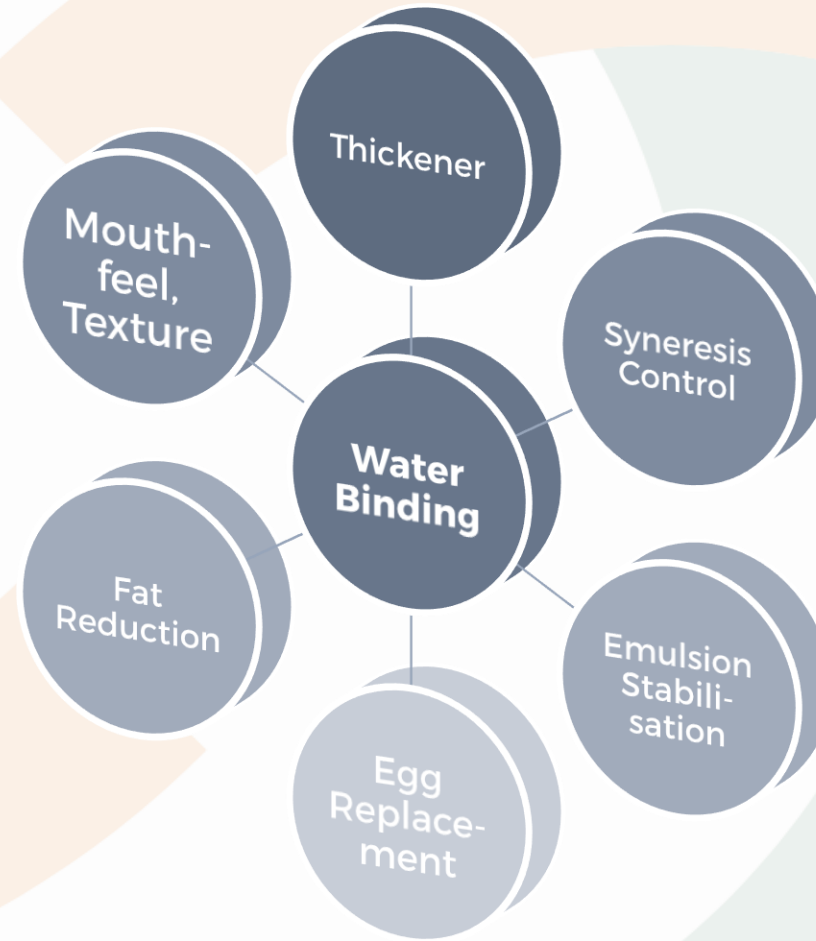 Thickener
Mouth-
feel,
Texture
Syneresis
Control
Water
Binding
Fat
Reduction
Emulsion
Stabili-
sation
Egg
Replace-
ment